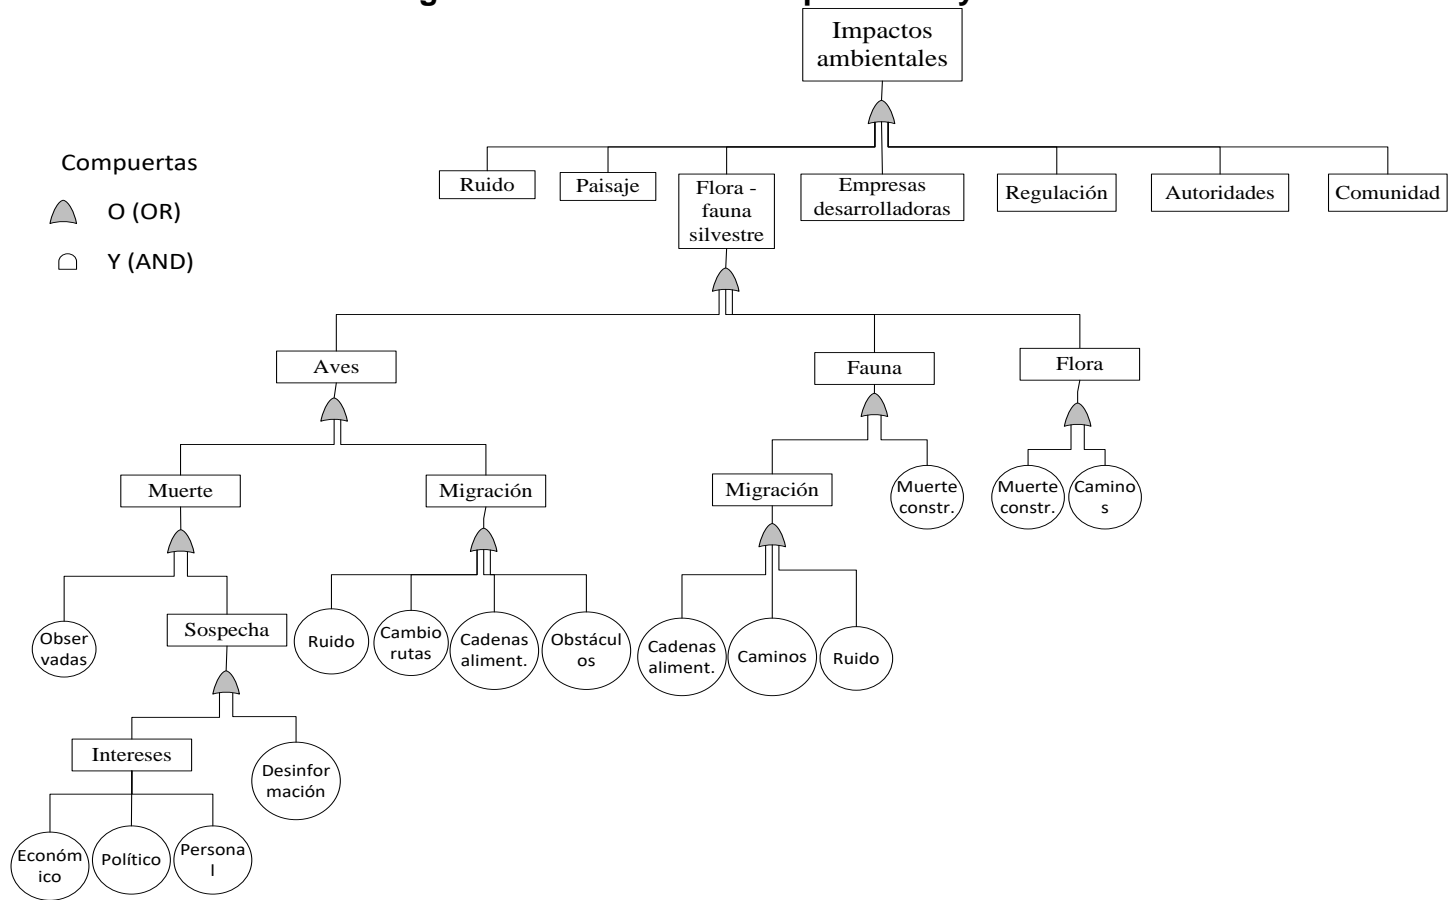 Impactos
ambientales
Compuertas
O (OR)
Y (AND)
Ruido
Paisaje
Flora -
fauna
silvestre
Empresas
desarrolladoras
Regulación
Autoridades
Comunidad
Aves
Fauna
Flora
Muerte
Migración
Migración
Muerte
constr.
Muerte
constr.
Camino
s
Obser
vadas
Sospecha
Ruido
Cambio
rutas
Cadenas
aliment.
Obstácul
os
Cadenas
aliment.
Caminos
Ruido
Intereses
Desinfor
mación
Económ
ico
Político
Persona
l